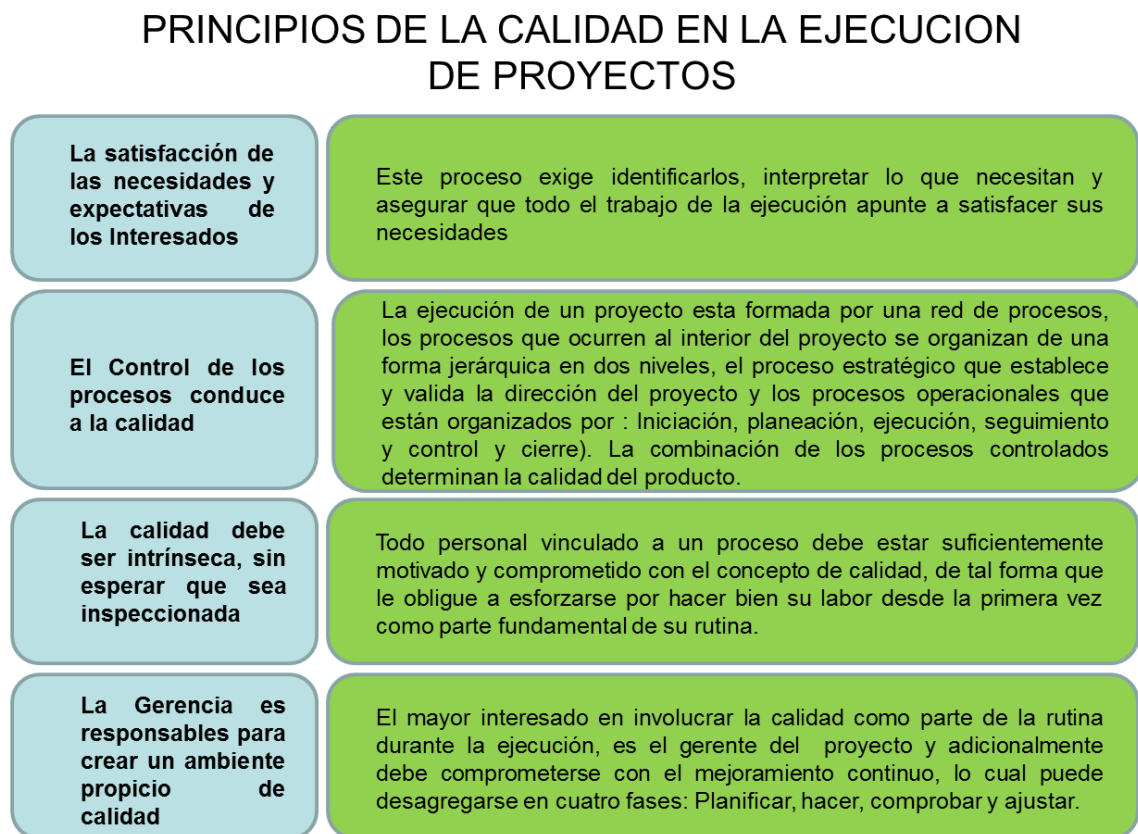 PRINCIPIOS DE LA CALIDAD EN LA EJECUCION
DE PROYECTOS
La satisfacción de
las necesidades y
expectativas de
los Interesados
Este proceso exige identificarlos, interpretar lo que necesitan y
asegurar que todo el trabajo de la ejecución apunte a satisfacer sus
necesidades
El Control de los
procesos conduce
a la calidad
La ejecución de un proyecto esta formada por una red de procesos,
los procesos que ocurren al interior del proyecto se organizan de una
forma jerárquica en dos niveles, el proceso estratégico que establece
y valida la dirección del proyecto y los procesos operacionales que
están organizados por : Iniciación, planeación, ejecución, seguimiento
y control y cierre). La combinación de los procesos controlados
determinan la calidad del producto.
La calidad debe
ser intrínseca, sin
esperar que sea
inspeccionada
Todo personal vinculado a un proceso debe estar suficientemente
motivado y comprometido con el concepto de calidad, de tal forma que
le obligue a esforzarse por hacer bien su labor desde la primera vez
como parte fundamental de su rutina.
La Gerencia es
responsables para
crear un ambiente
propicio de
calidad
El mayor interesado en involucrar la calidad como parte de la rutina
durante la ejecución, es el gerente del proyecto y adicionalmente
debe comprometerse con el mejoramiento continuo, lo cual puede
desagregarse en cuatro fases: Planificar, hacer, comprobar y ajustar.